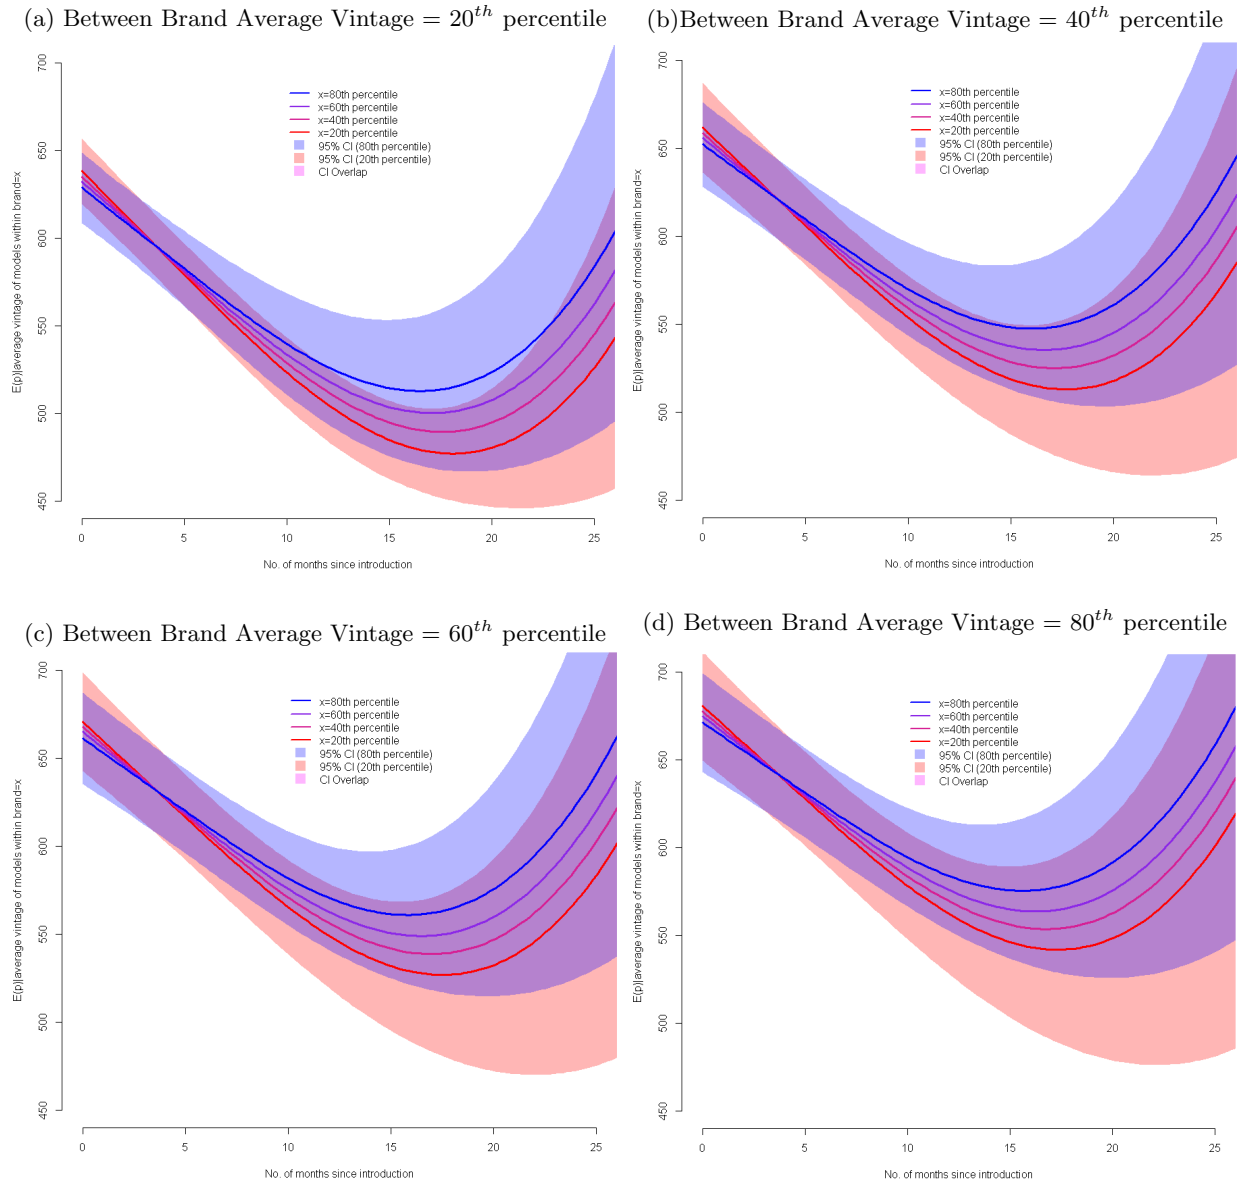 (a) Between Brand Average Vintage = 20th percentile
700
650
600
550
500
450
E(p)|average vintage of models within brand=x
x=80th percentile
x=60th percentile
x=40th percentile
x=20th percentile
95% CI (80th percentile)
95% CI (20th percentile)
CI Overlap
0 5 10 15 20 25
No. of months since introduction
(b)Between Brand Average Vintage = 40th percentile
700
650
600
550
500
450
E(p)|average vintage of models within brand=x
x=80th percentile
x=60th percentile
x=40th percentile
x=20th percentile
95% CI (80th percentile)
95% CI (20th percentile)
CI Overlap
0 5 10 15 20 25
No. of months since introduction
(c) Between Brand Average Vintage = 60th percentile
700
650
600
550
500
450
E(p)|average vintage of models within brand=x
x=80th percentile
x=60th percentile
x=40th percentile
x=20th percentile
95% CI (80th percentile)
95% CI (20th percentile)
CI Overlap
0 5 10 15 20 25
No. of months since introduction
(d) Between Brand Average Vintage = 80th percentile
700
650
600
550
500
450
E(p)|average vintage of models within brand=x
x=80th percentile
x=60th percentile
x=40th percentile
x=20th percentile
95% CI (80th percentile)
95% CI (20th percentile)
CI Overlap
0 5 10 15 20 25
No. of months since introduction